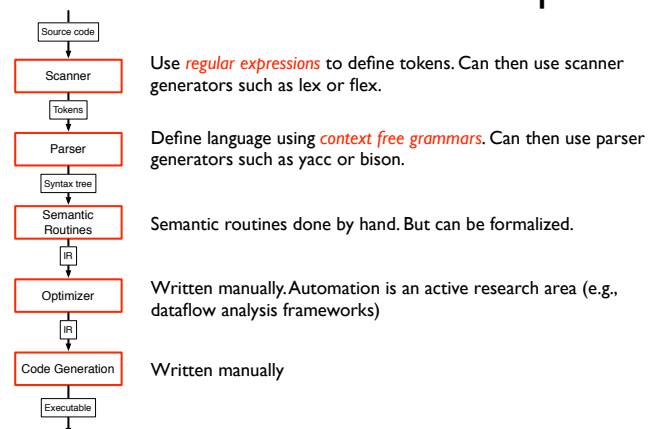 Source code
Scanner
Use regular expressions to define tokens. Can then use scanner
generators such as lex or flex.
Tokens
Parser
Define language using context free grammars. Can then use parser
generators such as yacc or bison.
Syntax tree
Semantic
Routines
Semantic routines done by hand. But can be formalized.
IR
Optimizer
Written manually. Automation is an active research area (e.g.,
dataflow analysis frameworks)
IR
Code Generation
Written manually
Executable